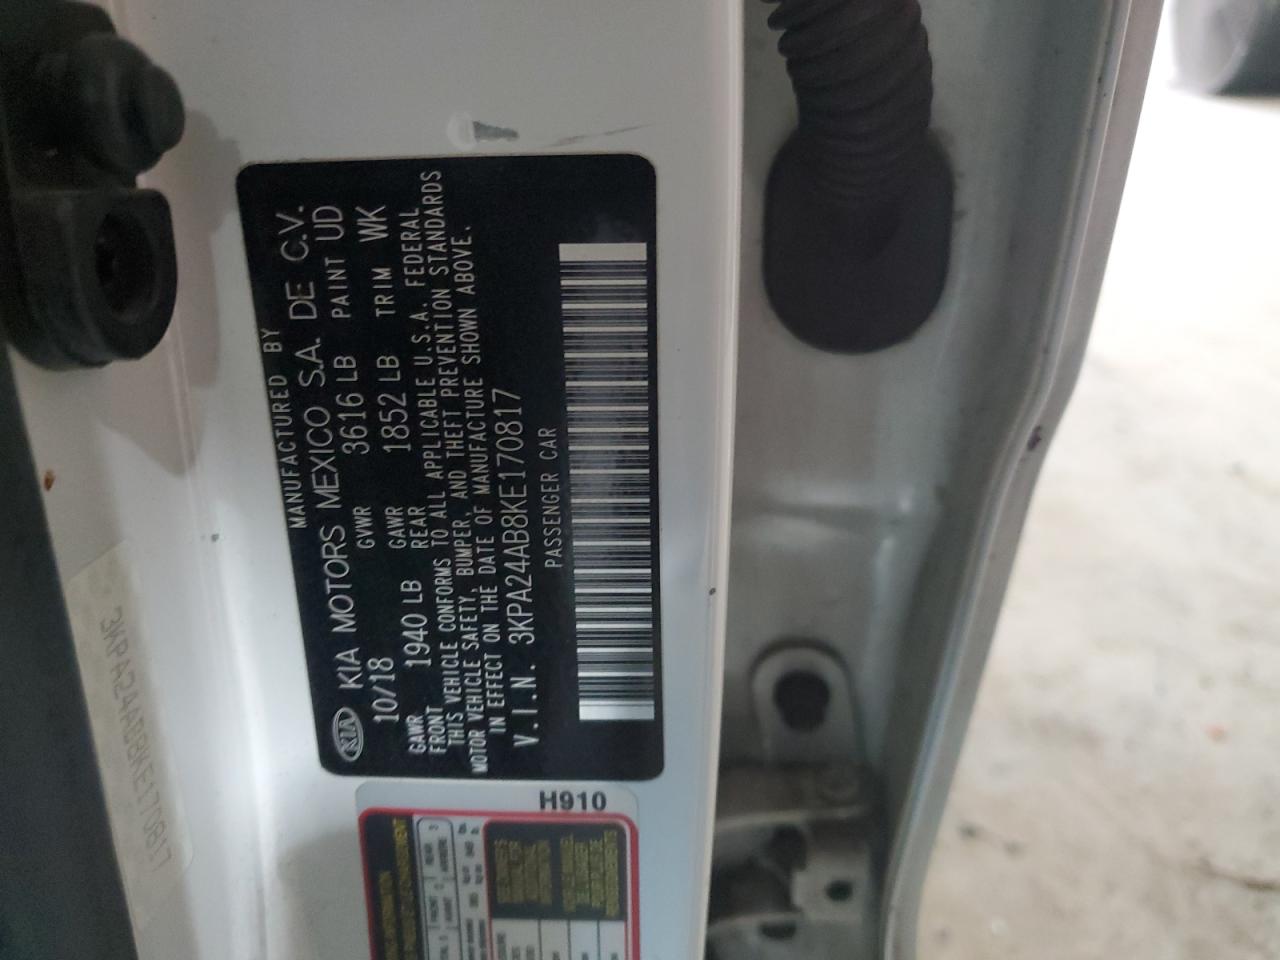 MANUFACTURED BY
KIA KIA MOTORS MEXICO S.A. DE C.V.
10/18 GVWR 3616 LB PAINT UD
GAWR FRONT 1940 LB GAWR REAR 1852 LB TRIM WK
THIS VEHICLE CONFORMS TO ALL APPLICABLE U.S.A. FEDERAL
MOTOR VEHICLE SAFETY, BUMPER, AND THEFT PREVENTION STANDARDS
IN EFFECT ON THE DATE OF MANUFACTURE SHOWN ABOVE.
V.I.N. 3KPA24AB8KE170817
PASSENGER CAR
H910
3KPA24AB8KE170817